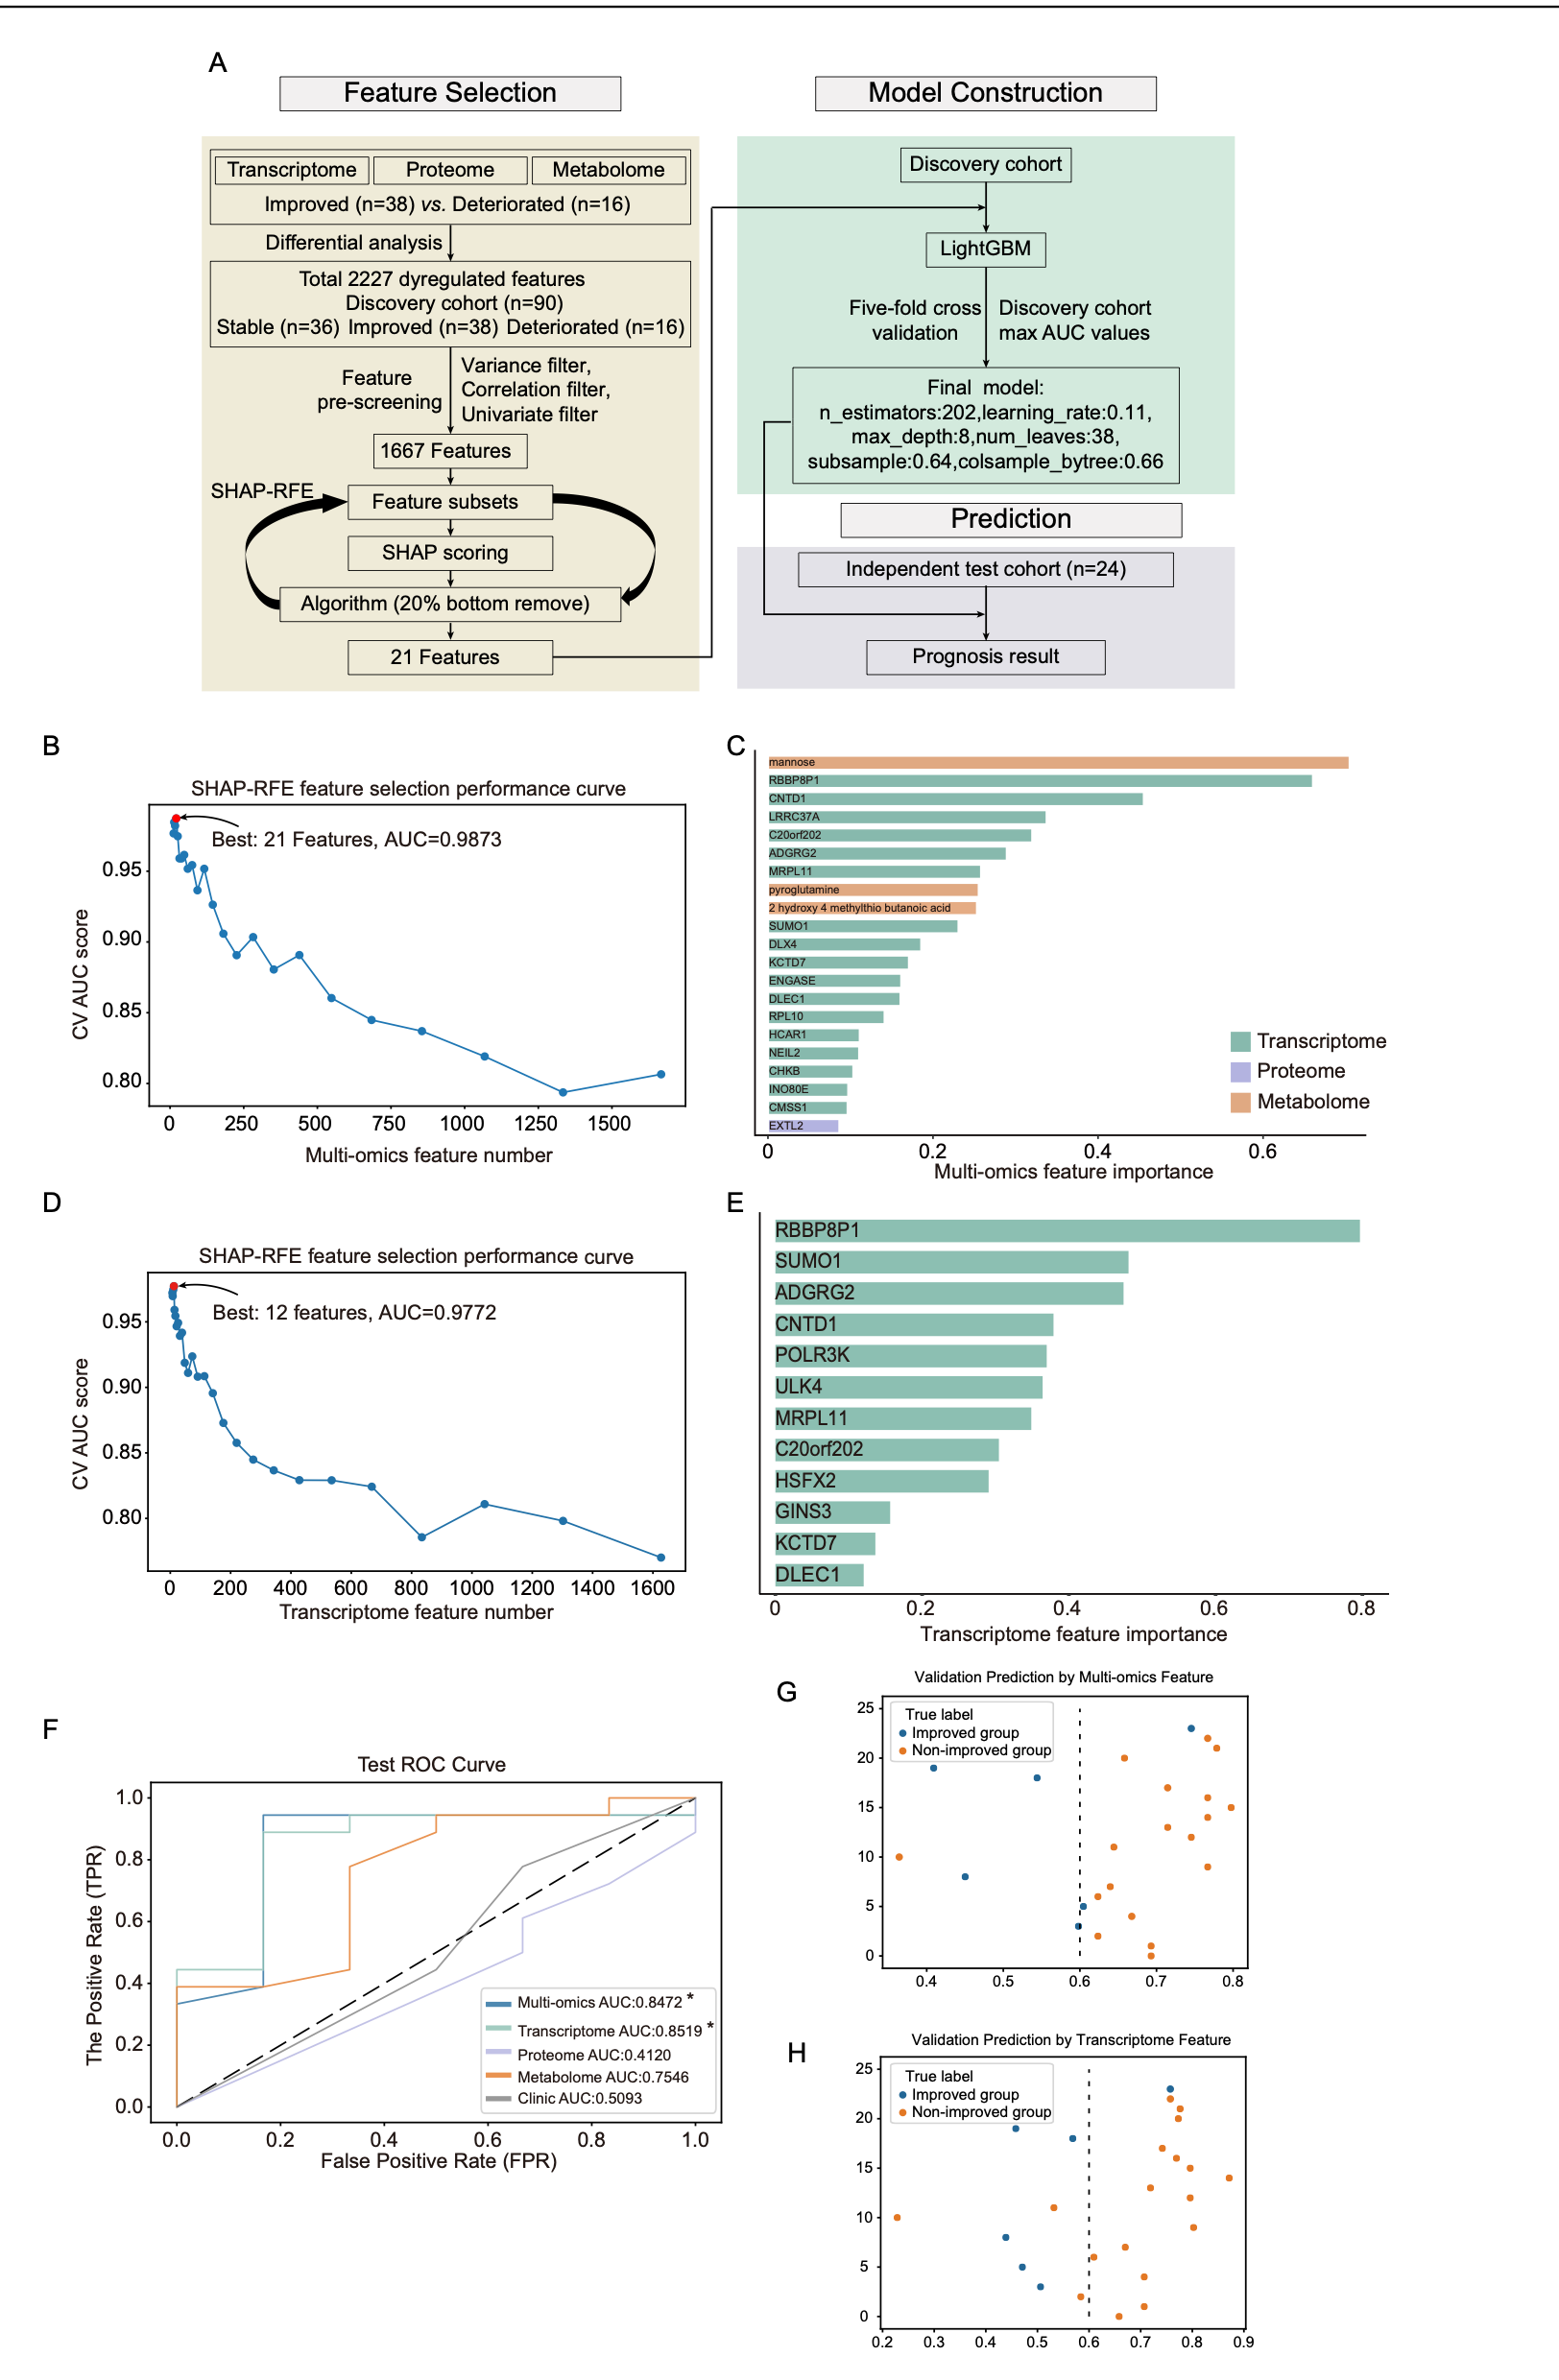 A
Feature Selection
Transcriptome Proteome Metabolome
Improved (n=38) vs. Deteriorated (n=16)
Differential analysis
Total 2227 dyregulated features
Discovery cohort (n=90)
Stable (n=36) Improved (n=38) Deteriorated (n=16)
Feature
pre-screening
Variance filter,
Correlation filter,
Univariate filter
1667 Features
SHAP-RFE
Feature subsets
SHAP scoring
Algorithm (20% bottom remove)
21 Features
Model Construction
Discovery cohort
LightGBM
Five-fold cross
validation
Discovery cohort
max AUC values
Final model:
n_estimators:202,learning_rate:0.11,
max_depth:8,num_leaves:38,
subsample:0.64,colsample_bytree:0.66
Prediction
Independent test cohort (n=24)
Prognosis result
B
SHAP-RFE feature selection performance curve
Best: 21 Features, AUC=0.9873
CV AUC score
0.95
0.90
0.85
0.80
0 250 500 750 1000 1250 1500
Multi-omics feature number
C
mannose
RBBP8P1
CNTD1
LRRC37A
C20orf202
ADGRG2
MRPL11
pyroglutamine
2 hydroxy 4 methylthio butanoic acid
SUMO1
DLX4
KCTD7
ENGASE
DLEC1
RPL10
HCAR1
NEIL2
CHKB
INO80E
CMSS1
EXTL2
Transcriptome
Proteome
Metabolome
0 0.2 0.4 0.6
Multi-omics feature importance
D
SHAP-RFE feature selection performance curve
Best: 12 features, AUC=0.9772
CV AUC score
0.95
0.90
0.85
0.80
0 200 400 600 800 1000 1200 1400 1600
Transcriptome feature number
E
RBBP8P1
SUMO1
ADGRG2
CNTD1
POLR3K
ULK4
MRPL11
C20orf202
HSFX2
GINS3
KCTD7
DLEC1
0 0.2 0.4 0.6 0.8
Transcriptome feature importance
F
Test ROC Curve
The Positive Rate (TPR)
1.0
0.8
0.6
0.4
0.2
0.0
Multi-omics AUC:0.8472 *
Transcriptome AUC:0.8519 *
Proteome AUC:0.4120
Metabolome AUC:0.7546
Clinic AUC:0.5093
0.0 0.2 0.4 0.6 0.8 1.0
False Positive Rate (FPR)
G
Validation Prediction by Multi-omics Feature
True label
Improved group
Non-improved group
25
20
15
10
5
0
0.4 0.5 0.6 0.7 0.8
H
Validation Prediction by Transcriptome Feature
True label
Improved group
Non-improved group
25
20
15
10
5
0
0.2 0.3 0.4 0.5 0.6 0.7 0.8 0.9